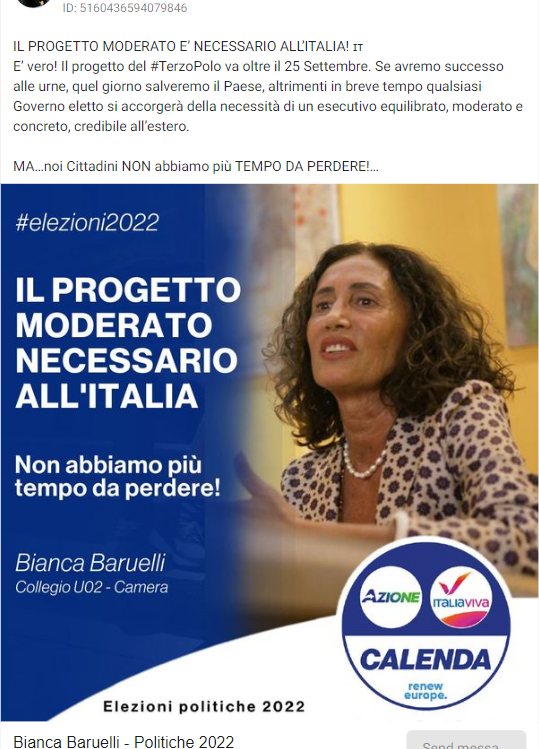 ID: 5160436594079846
IL PROGETTO MODERATO E’ NECESSARIO ALL’ITALIA! IT
E’ vero! Il progetto del #TerzoPolo va oltre il 25 Settembre. Se avremo successo
alle urne, quel giorno salveremo il Paese, altrimenti in breve tempo qualsiasi
Governo eletto si accorgerà della necessità di un esecutivo equilibrato, moderato e
concreto, credibile all’estero.
MA…noi Cittadini NON abbiamo più TEMPO DA PERDERE!…
#elezioni2022
IL PROGETTO
MODERATO
NECESSARIO
ALL'ITALIA
Non abbiamo più
tempo da perdere!
Bianca Baruelli
Collegio U02 - Camera
AZIONE
ITALIAVIVA
CALENDA
renew
europe.
Elezioni politiche 2022
Bianca Baruelli - Politiche 2022
Send messa